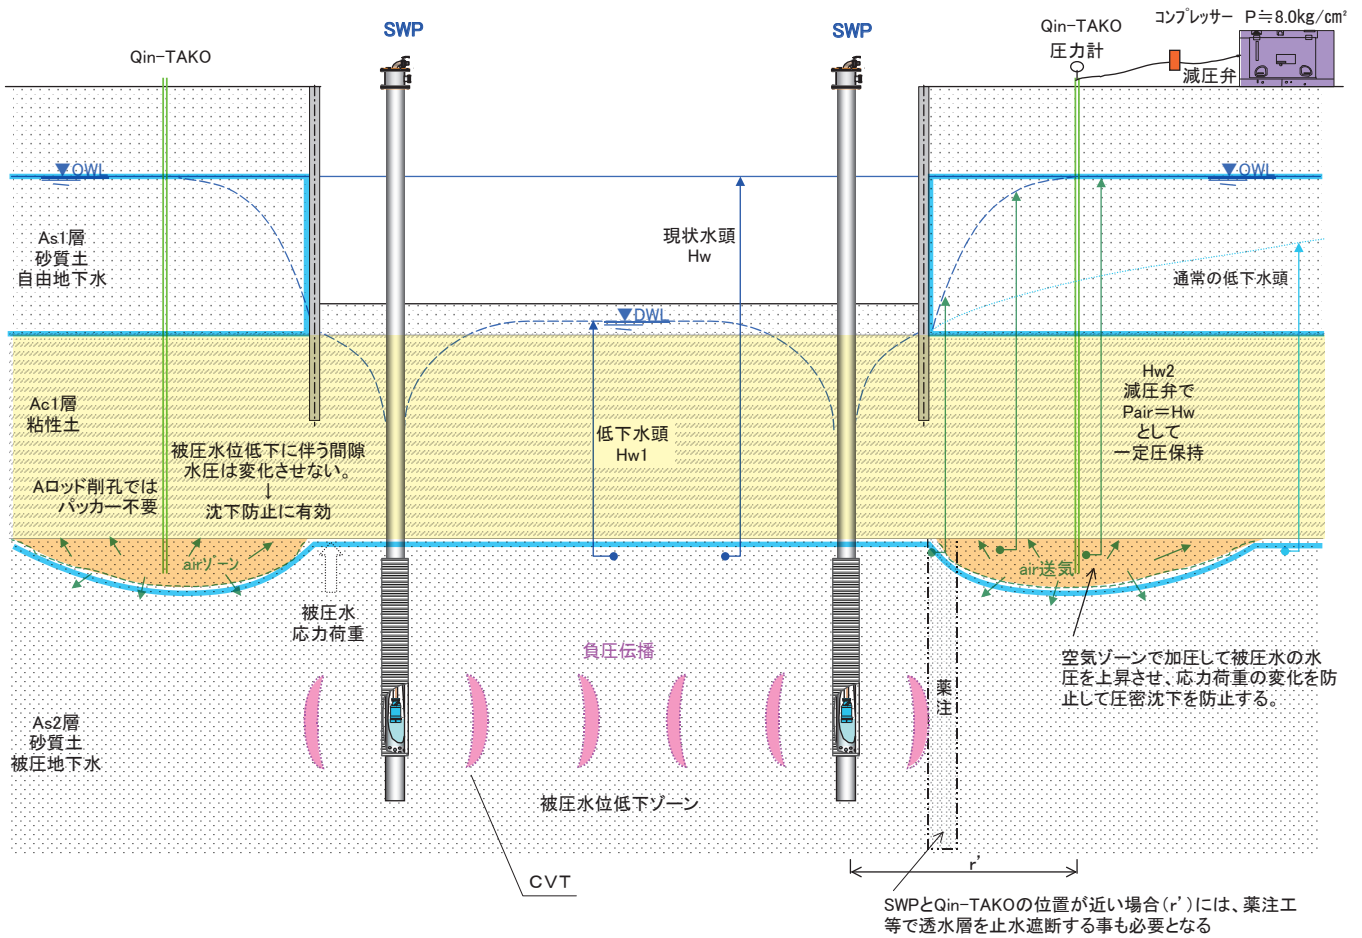 Qin-TAKO
SWP
SWP
Qin-TAKO
圧力計
コンプレッサー P≒8.0kg/cm²
減圧弁
OWL
OWL
As1層
砂質土
自由地下水
現状水頭
Hw
通常の低下水頭
DWL
Ac1層
粘性土
被圧水位低下に伴う間隙
水圧は変化させない。
↓
沈下防止に有効
Aロッド削孔では
パッカー不要
低下水頭
Hw1
Hw2
減圧弁で
Pair=Hw
として
一定圧保持
airゾーン
air送気
被圧水
応力荷重
負圧伝播
薬
注
空気ゾーンで加圧して被圧水の水
圧を上昇させ、応力荷重の変化を防
止して圧密沈下を防止する。
As2層
砂質土
被圧地下水
被圧水位低下ゾーン
CVT
r'
SWPとQin-TAKOの位置が近い場合(r')には、薬注工
等で透水層を止水遮断する事も必要となる